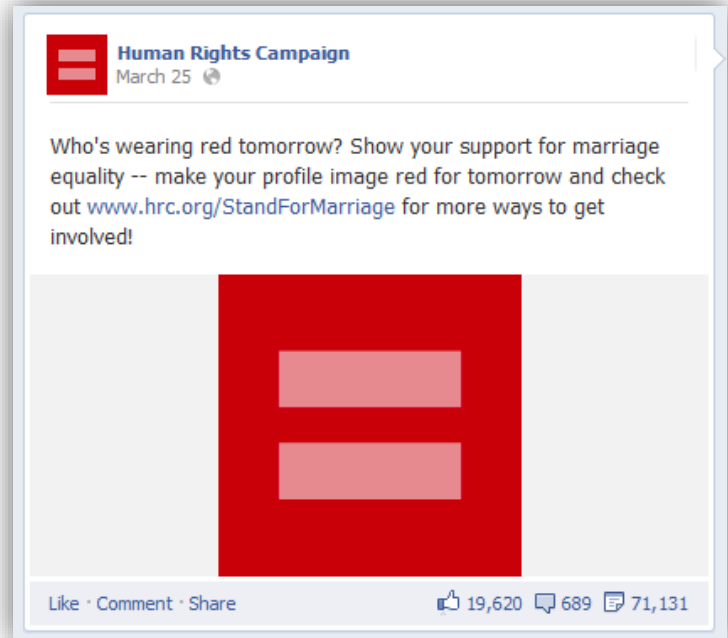 Human Rights Campaign
March 25
Who's wearing red tomorrow? Show your support for marriage
equality -- make your profile image red for tomorrow and check
out www.hrc.org/StandForMarriage for more ways to get
involved!
Like · Comment · Share 19,620 689 71,131